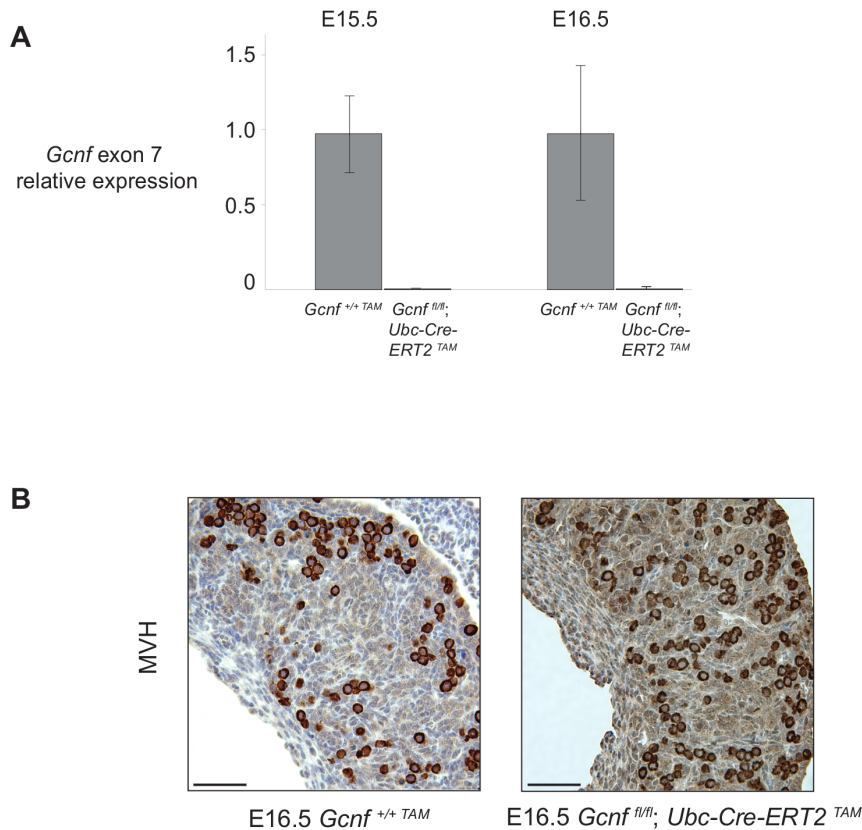 A
E15.5
E16.5
1.5
1.0
0.5
0
Gcnf exon 7
relative expression
Gcnf +/+ TAM
Gcnf fl/fl;
Ubc-Cre-
ERT2 TAM
Gcnf +/+ TAM
Gcnf fl/fl;
Ubc-Cre-
ERT2 TAM
B
MVH
E16.5 Gcnf +/+ TAM
E16.5 Gcnf fl/fl; Ubc-Cre-ERT2 TAM